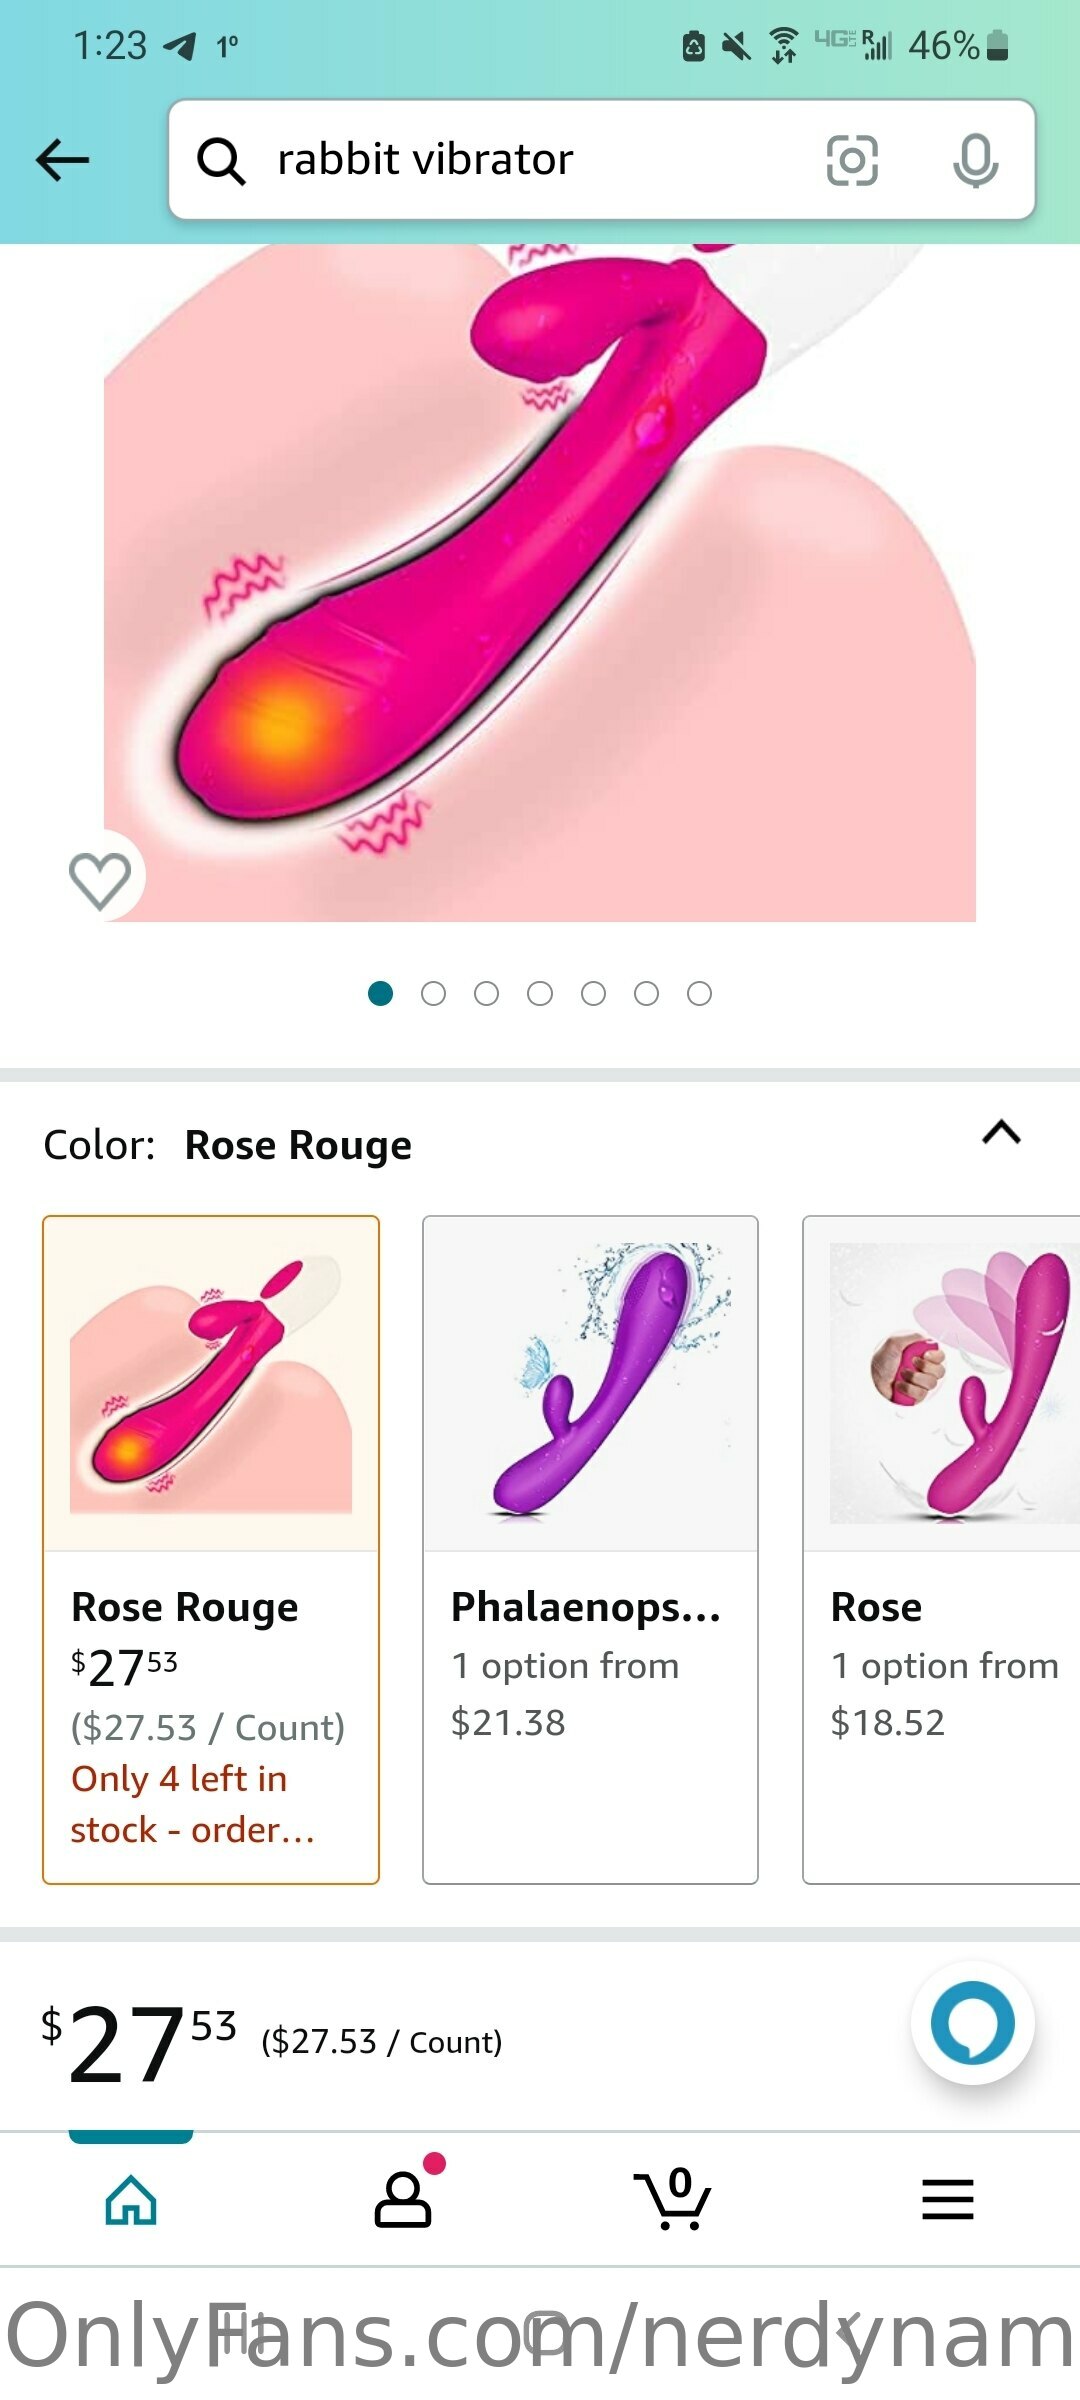 1:23 1°
4G LTE R 46%
rabbit vibrator
Color: Rose Rouge
Rose Rouge
$27 53
($27.53 / Count)
Only 4 left in
stock - order...
Phalaenops...
1 option from
$21.38
Rose
1 option from
$18.52
$27 53 ($27.53 / Count)
0
OnlyFans.com/nerdynam